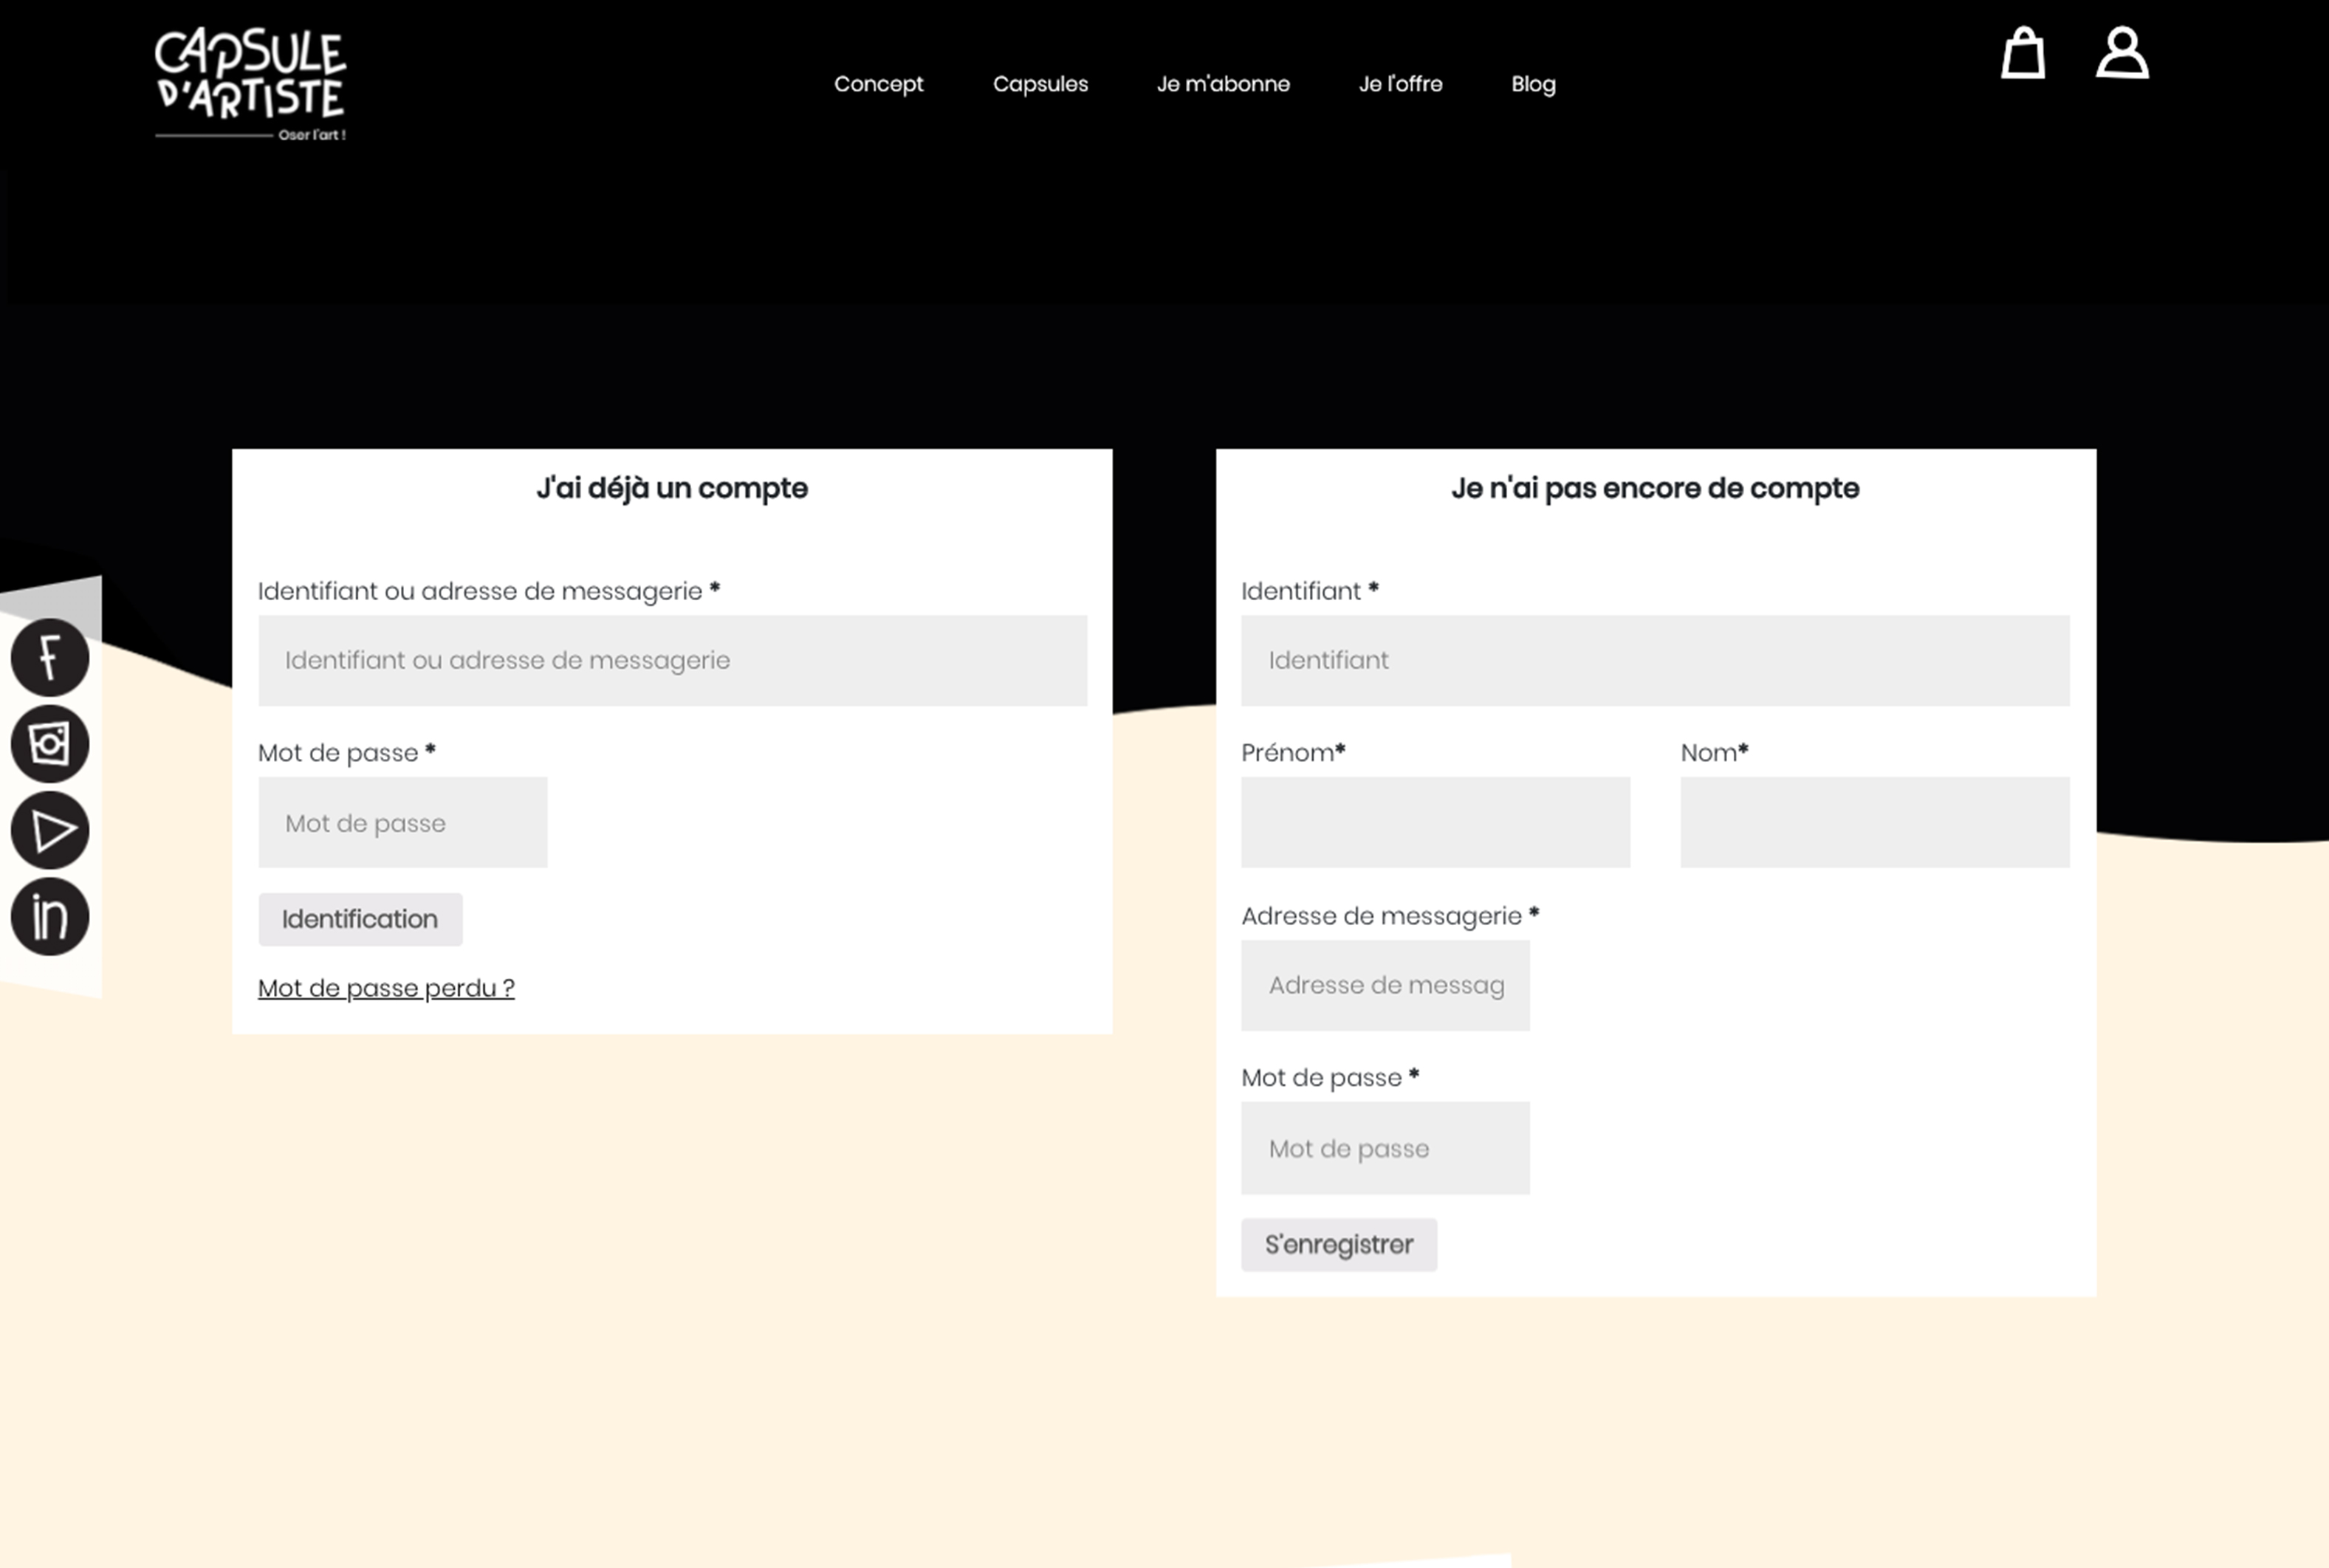 CAPSULE
D'ARTISTE
Oser l'art !
Concept
Capsules
Je m'abonne
Je l'offre
Blog
J'ai déjà un compte
Identifiant ou adresse de messagerie *
Identifiant ou adresse de messagerie
Mot de passe *
Mot de passe
Identification
Mot de passe perdu ?
Je n'ai pas encore de compte
Identifiant *
Identifiant
Prénom*
Nom*
Adresse de messagerie *
Adresse de messag
Mot de passe *
Mot de passe
S'enregistrer
f
in